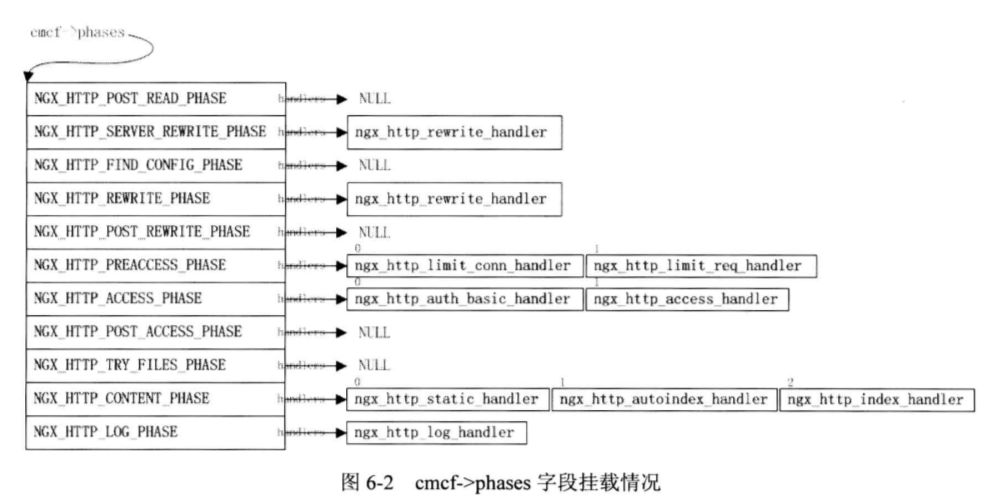 cmcf->phases
NGX_HTTP_POST_READ_PHASE handlers NULL
NGX_HTTP_SERVER_REWRITE_PHASE handlers ngx_http_rewrite_handler
NGX_HTTP_FIND_CONFIG_PHASE handlers NULL
NGX_HTTP_REWRITE_PHASE handlers ngx_http_rewrite_handler
NGX_HTTP_POST_REWRITE_PHASE handlers NULL
0 1
NGX_HTTP_PREACCESS_PHASE handlers ngx_http_limit_conn_handler ngx_http_limit_req_handler
0 1
NGX_HTTP_ACCESS_PHASE handlers ngx_http_auth_basic_handler ngx_http_access_handler
NGX_HTTP_POST_ACCESS_PHASE handlers NULL
NGX_HTTP_TRY_FILES_PHASE handlers NULL
0 1 2
NGX_HTTP_CONTENT_PHASE handlers ngx_http_static_handler ngx_http_autoindex_handler ngx_http_index_handler
NGX_HTTP_LOG_PHASE handlers ngx_http_log_handler
图 6-2 cmcf->phases 字段挂载情况